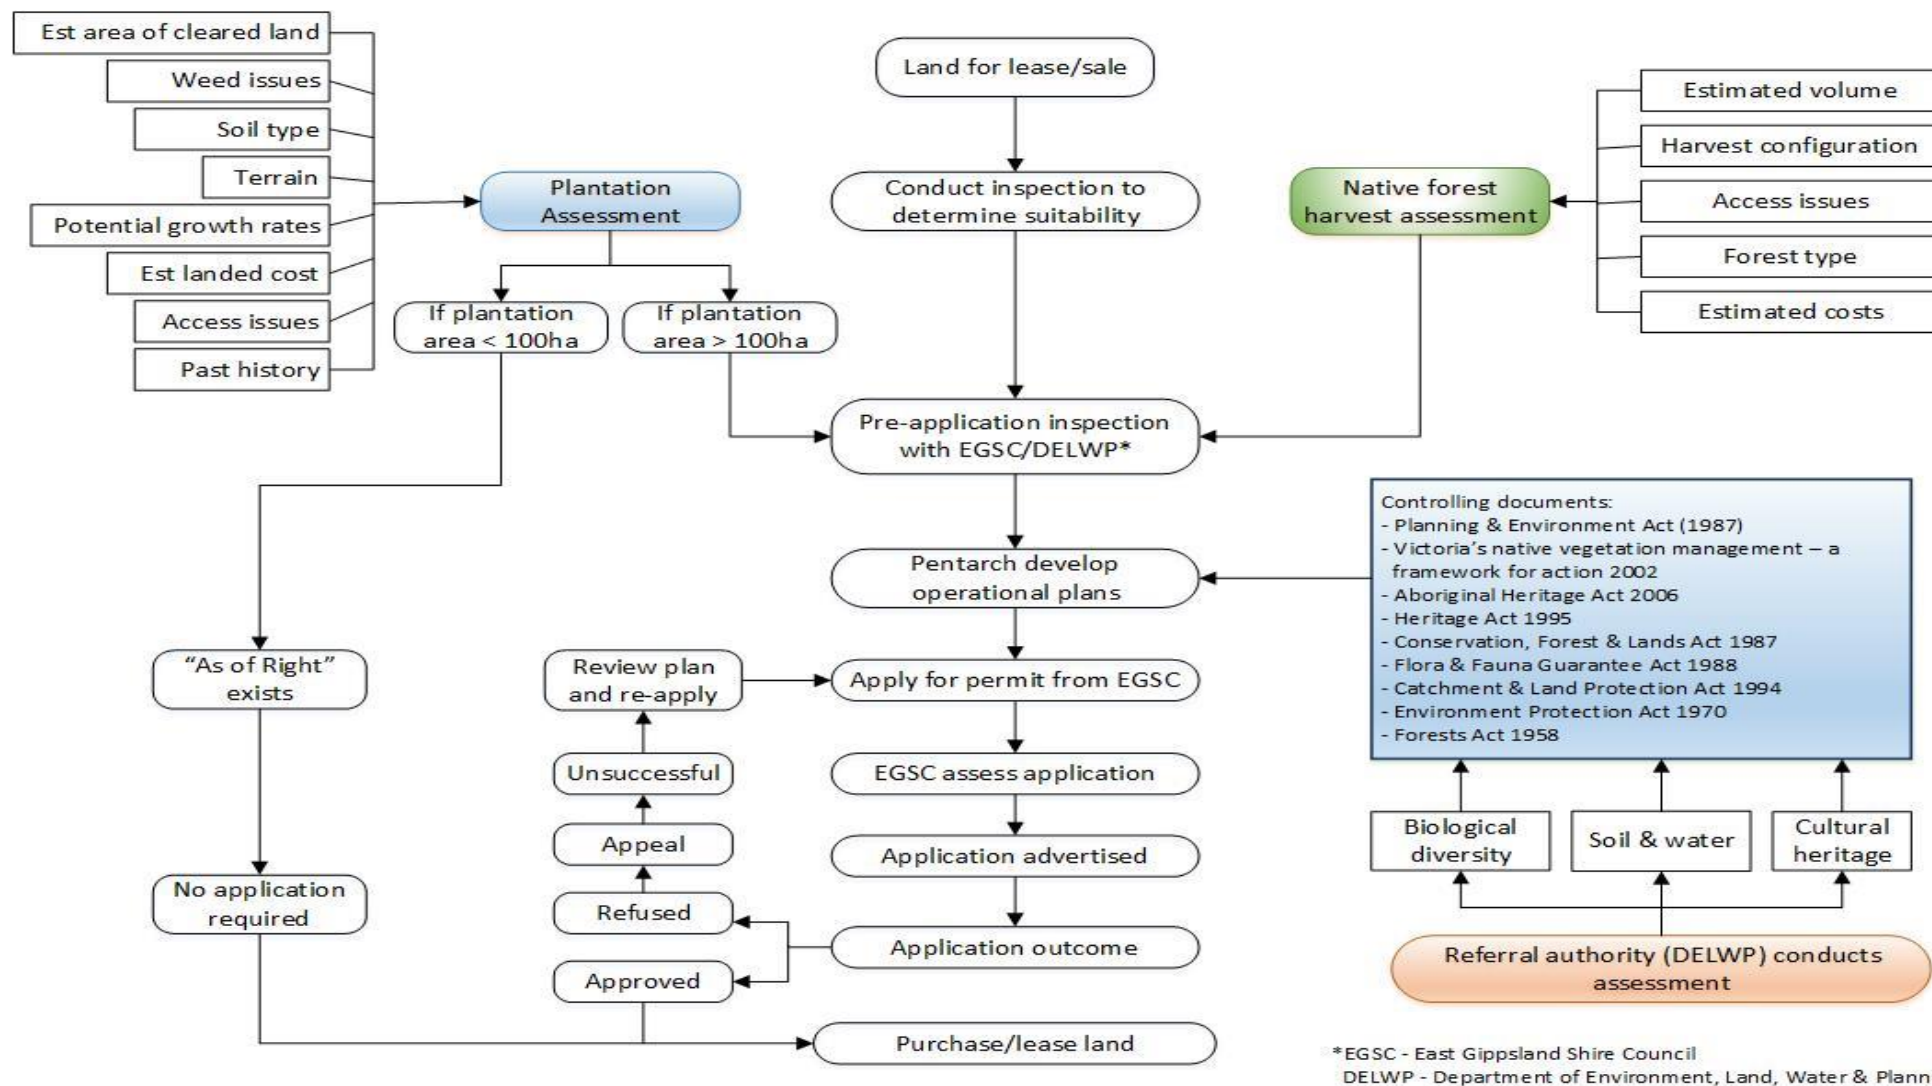 Est area of cleared land
Weed issues
Soil type
Terrain
Potential growth rates
Est landed cost
Access issues
Past history
Plantation
Assessment
If plantation
area < 100ha
If plantation
area > 100ha
Land for lease/sale
Conduct inspection to
determine suitability
Native forest
harvest assessment
Estimated volume
Harvest configuration
Access issues
Forest type
Estimated costs
Pre-application inspection
with EGSC/DELWP*
Pentarch develop
operational plans
Controlling documents:
- Planning & Environment Act (1987)
- Victoria's native vegetation management – a
framework for action 2002
- Aboriginal Heritage Act 2006
- Heritage Act 1995
- Conservation, Forest & Lands Act 1987
- Flora & Fauna Guarantee Act 1988
- Catchment & Land Protection Act 1994
- Environment Protection Act 1970
- Forests Act 1958
"As of Right"
exists
Review plan
and re-apply
Apply for permit from EGSC
Unsuccessful
EGSC assess application
Appeal
Application advertised
Biological
diversity
Soil & water
Cultural
heritage
No application
required
Refused
Application outcome
Approved
Referral authority (DELWP) conducts
assessment
Purchase/lease land
*EGSC - East Gippsland Shire Council
DELWP - Department of Environment, Land, Water & Plann